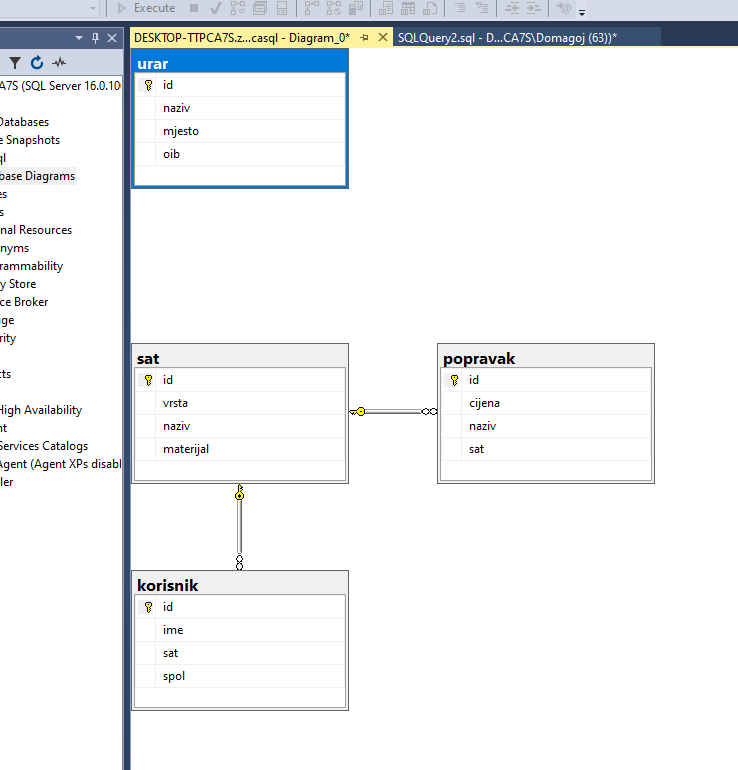 Execute
DESKTOP-TTPCA7S.z...casql - Diagram_0*
SQLQuery2.sql - D...CA7S\Domagoj (63))*
A7S (SQL Server 16.0.10
Databases
e Snapshots
ql
base Diagrams
es
s
nal Resources
nyms
rammability
y Store
ce Broker
ge
rity
cts
High Availability
nt
Services Catalogs
Agent (Agent XPs disabl
ler
urar
id
naziv
mjesto
oib
sat
id
vrsta
naziv
materijal
popravak
id
cijena
naziv
sat
korisnik
id
ime
sat
spol